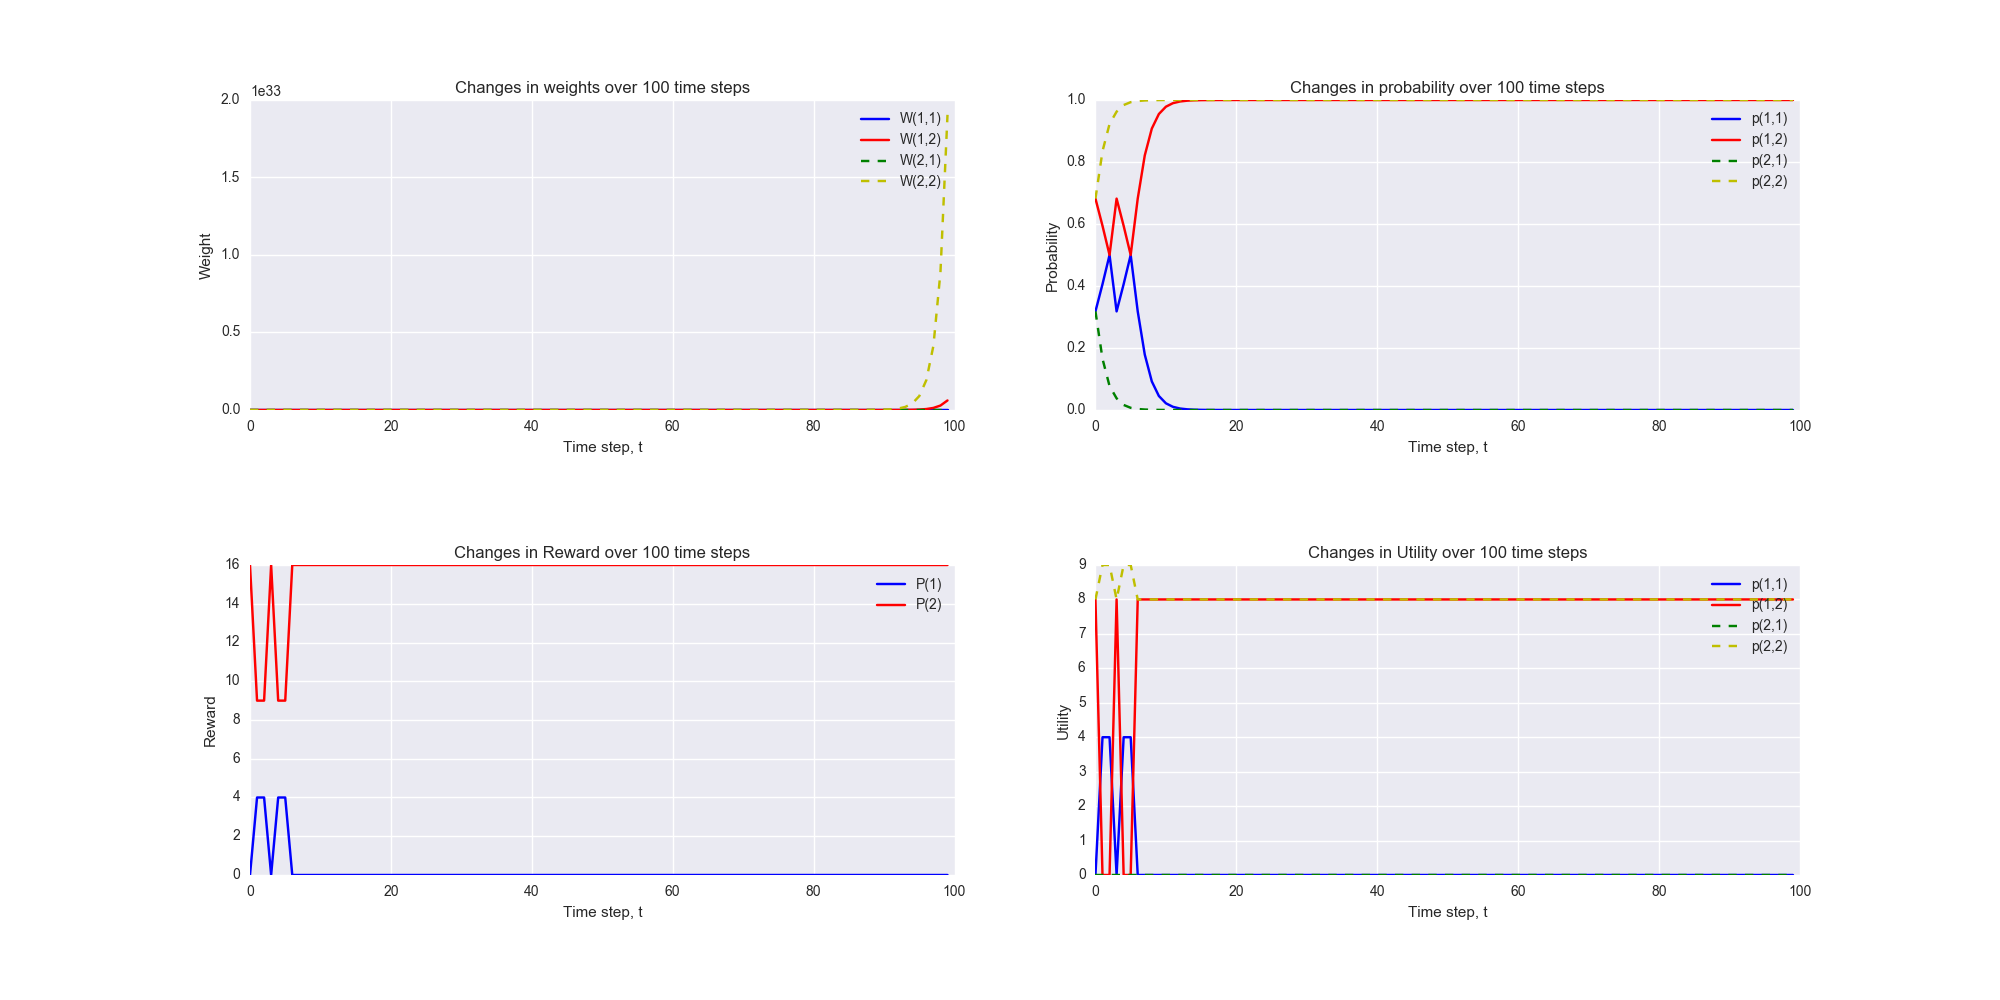 Changes in weights over 100 time steps
1e33
2.0
1.5
1.0
0.5
0.0
Weight
0 20 40 60 80 100
Time step, t
W(1,1)
W(1,2)
W(2,1)
W(2,2)
Changes in probability over 100 time steps
1.0
0.8
0.6
0.4
0.2
0.0
Probability
0 20 40 60 80 100
Time step, t
p(1,1)
p(1,2)
p(2,1)
p(2,2)
Changes in Reward over 100 time steps
16
14
12
10
8
6
4
2
0
Reward
0 20 40 60 80 100
Time step, t
P(1)
P(2)
Changes in Utility over 100 time steps
9
8
7
6
5
4
3
2
1
0
Utility
0 20 40 60 80 100
Time step, t
p(1,1)
p(1,2)
p(2,1)
p(2,2)